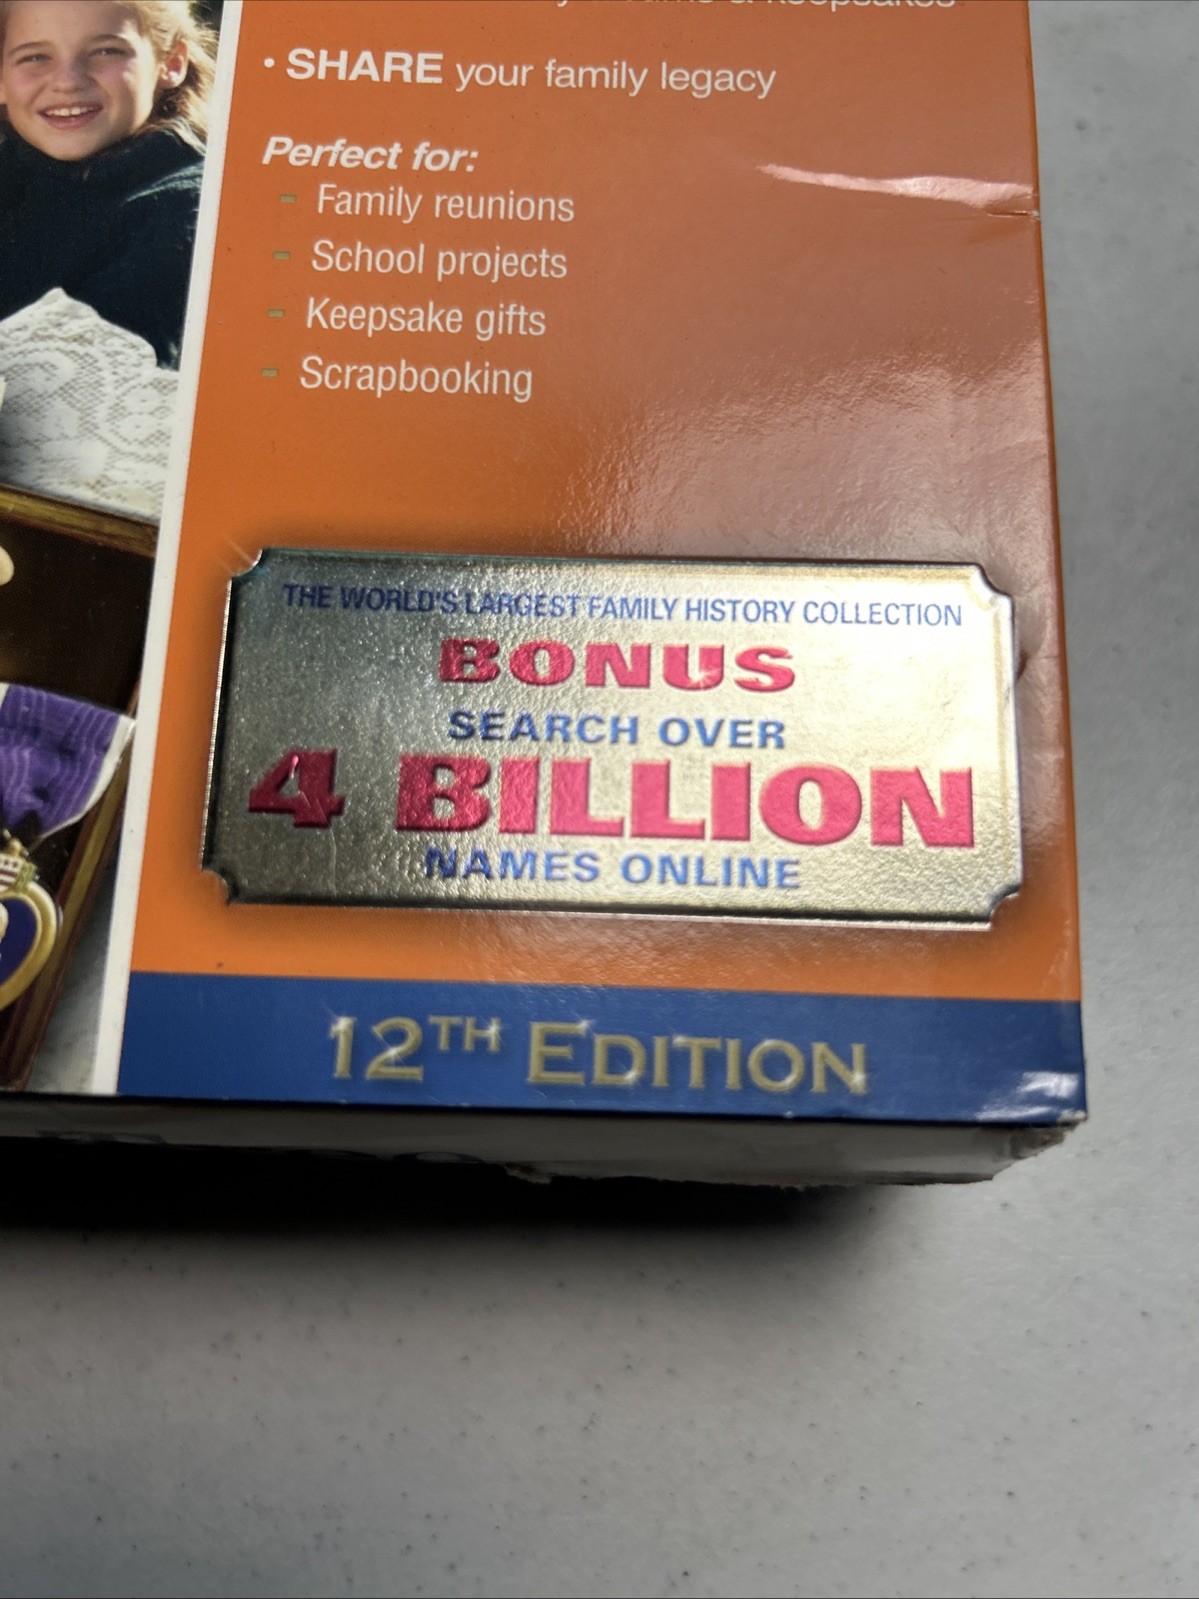 & keepsakes
• SHARE your family legacy
Perfect for:
- Family reunions
- School projects
- Keepsake gifts
- Scrapbooking
THE WORLD'S LARGEST FAMILY HISTORY COLLECTION
BONUS
SEARCH OVER
4 BILLION
NAMES ONLINE
12TH EDITION